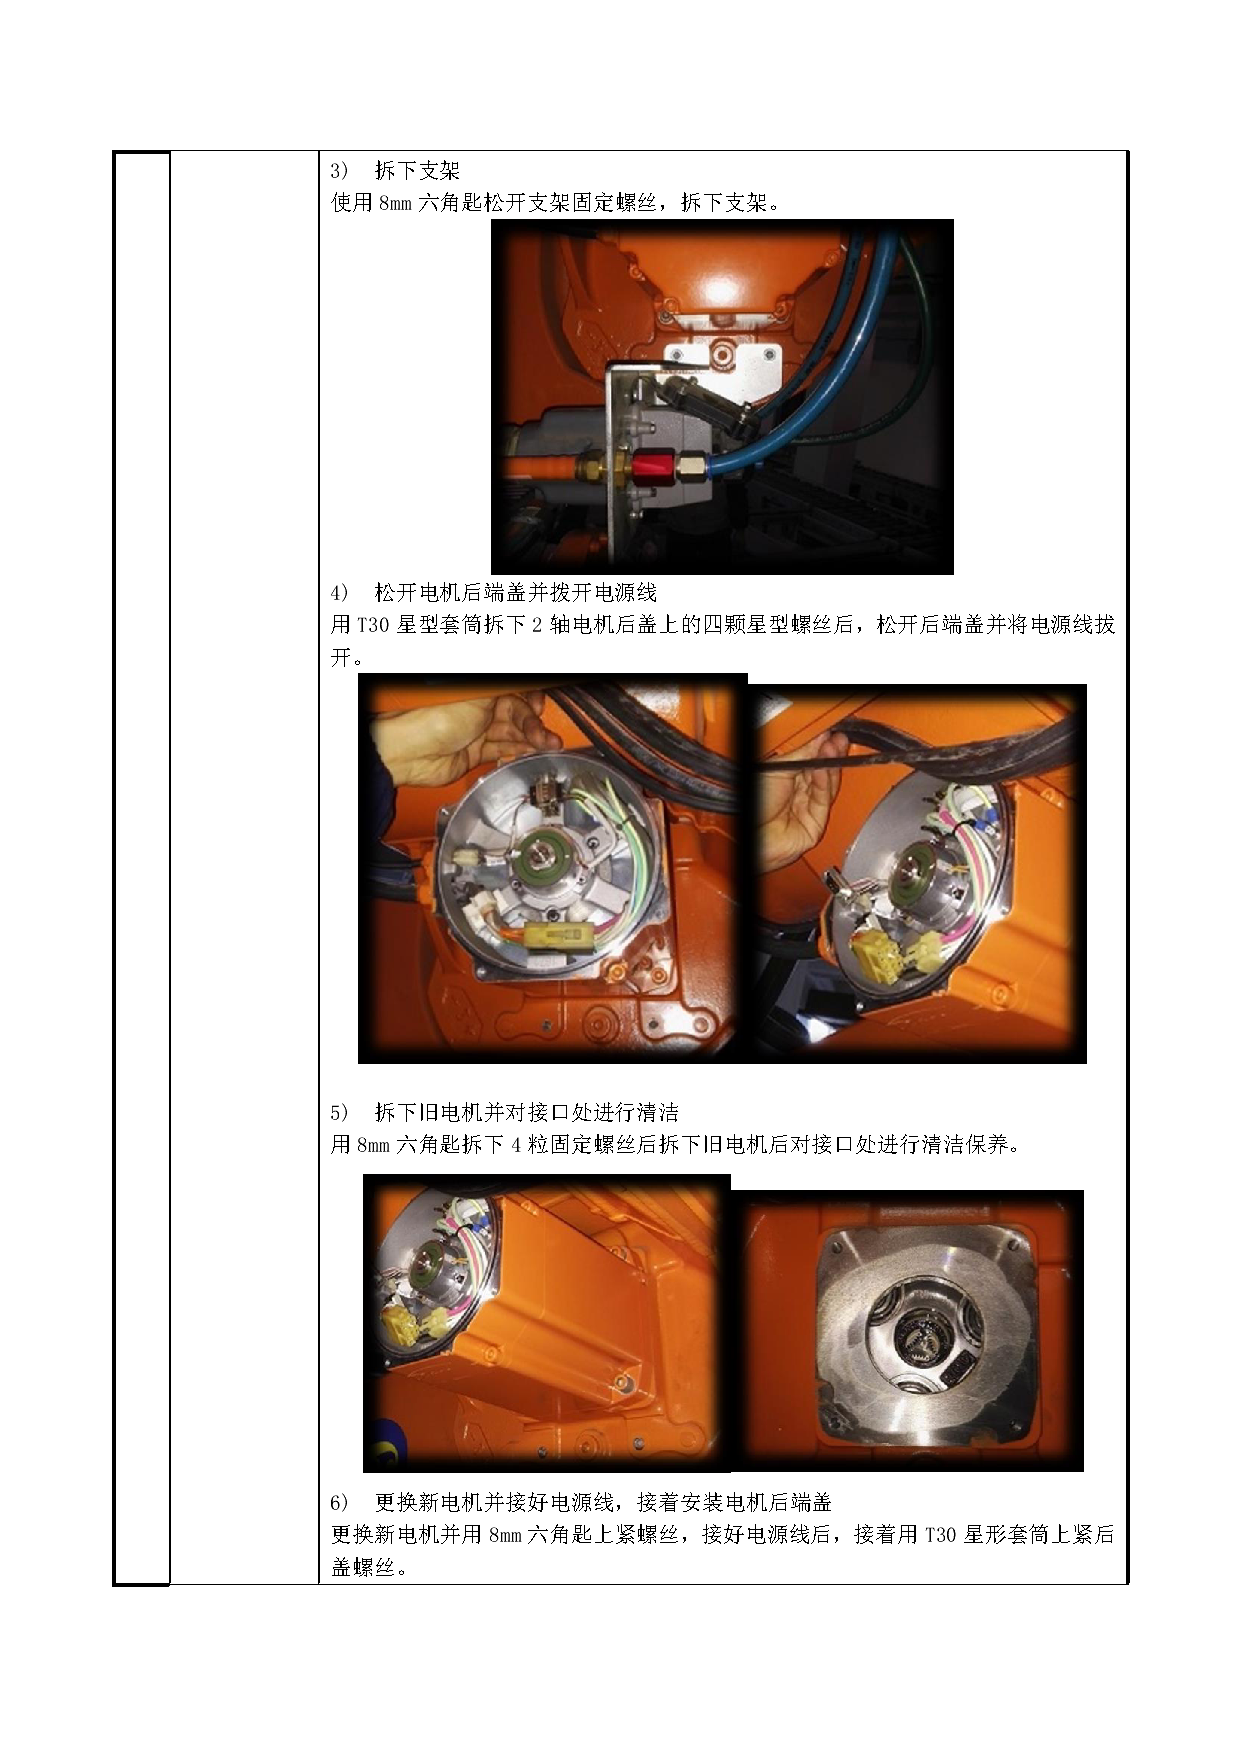 3) 拆下支架
使用 8mm 六角匙松开支架固定螺丝，拆下支架。
4) 松开电机后端盖并拨开电源线
用 T30 星型套筒拆下 2 轴电机后盖上的四颗星型螺丝后，松开后端盖并将电源线拔
开。
5) 拆下旧电机并对接口处进行清洁
用 8mm 六角匙拆下 4 粒固定螺丝后拆下旧电机后对接口处进行清洁保养。
6) 更换新电机并接好电源线，接着安装电机后端盖
更换新电机并用 8mm 六角匙上紧螺丝，接好电源线后，接着用 T30 星形套筒上紧后
盖螺丝。